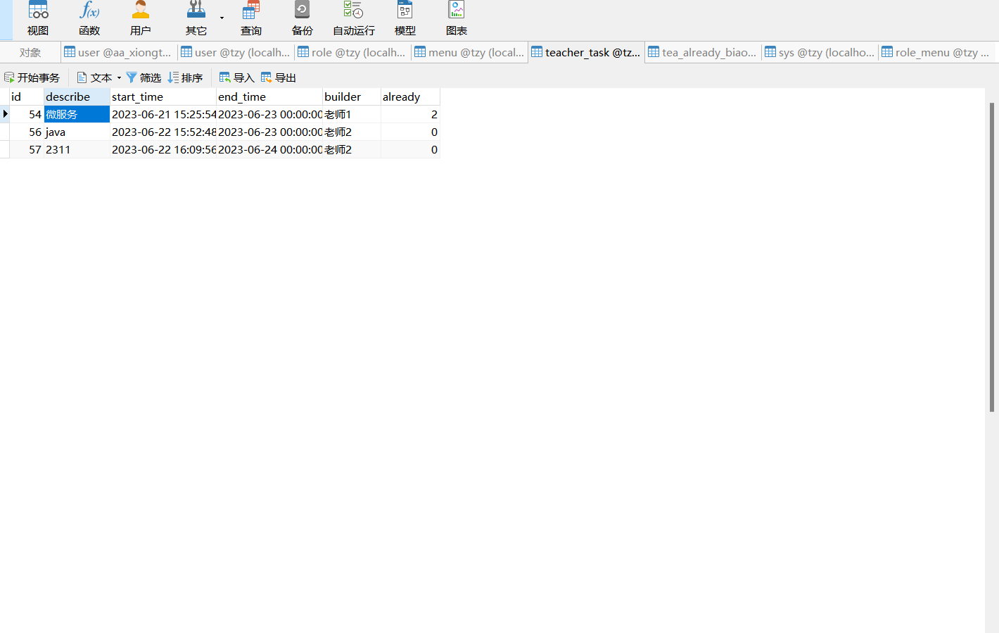 视图 函数 用户 其它 查询 备份 自动运行 模型 图表
对象 user @aa_xiongt... user @tzy (localh... role @tzy (localh... menu @tzy (local... teacher_task @tz... tea_already_biao... sys @tzy (localho... role_menu @tzy ...
开始事务 文本 筛选 排序 导入 导出
id describe start_time end_time builder already
54 微服务 2023-06-21 15:25:54 2023-06-23 00:00:00 老师1 2
56 java 2023-06-22 15:52:48 2023-06-23 00:00:00 老师2 0
57 2311 2023-06-22 16:09:56 2023-06-24 00:00:00 老师2 0